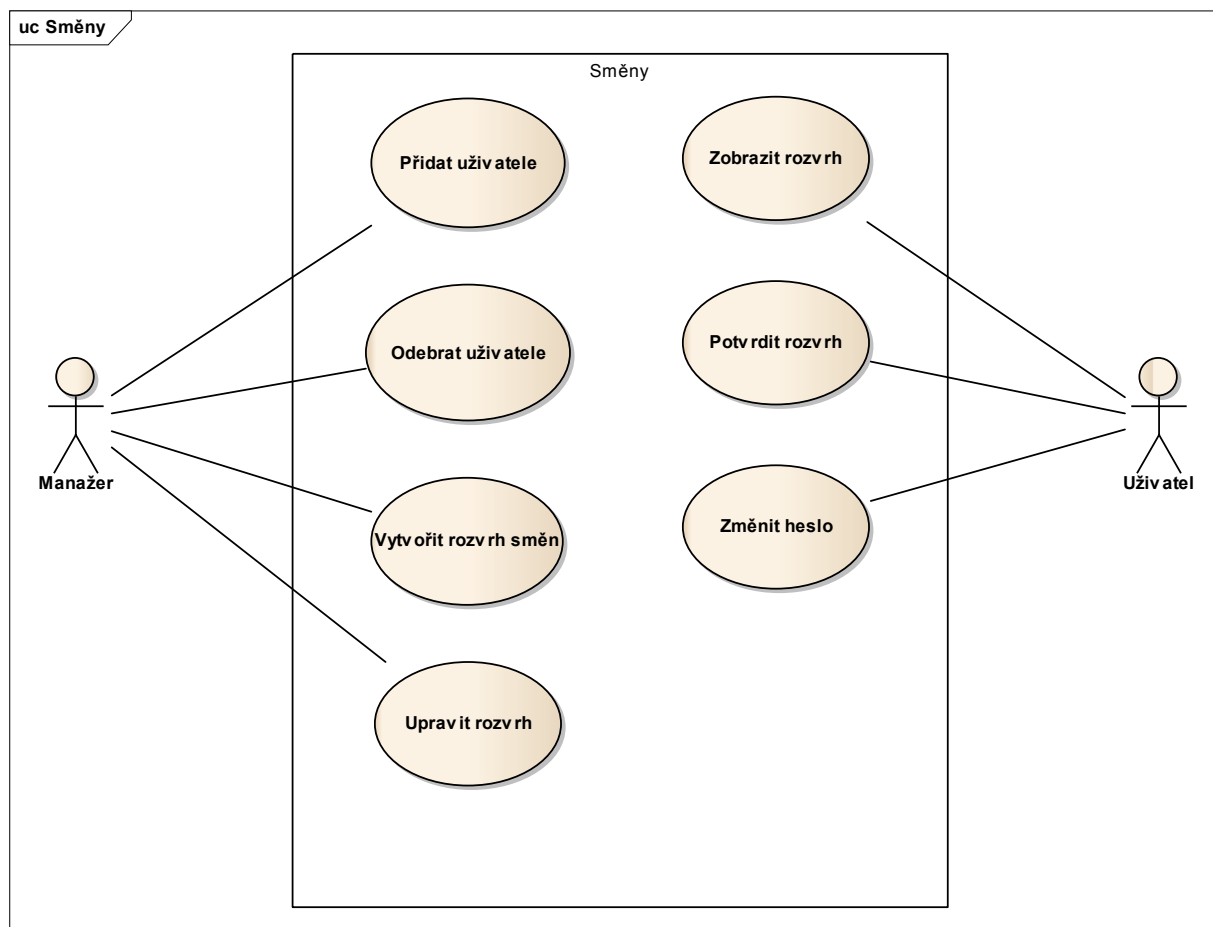 uc Směny
Směny
Přidat uživatele
Zobrazit rozvrh
Odebrat uživatele
Potvrdit rozvrh
Manažer
Uživatel
Vytvořit rozvrh směn
Změnit heslo
Upravit rozvrh